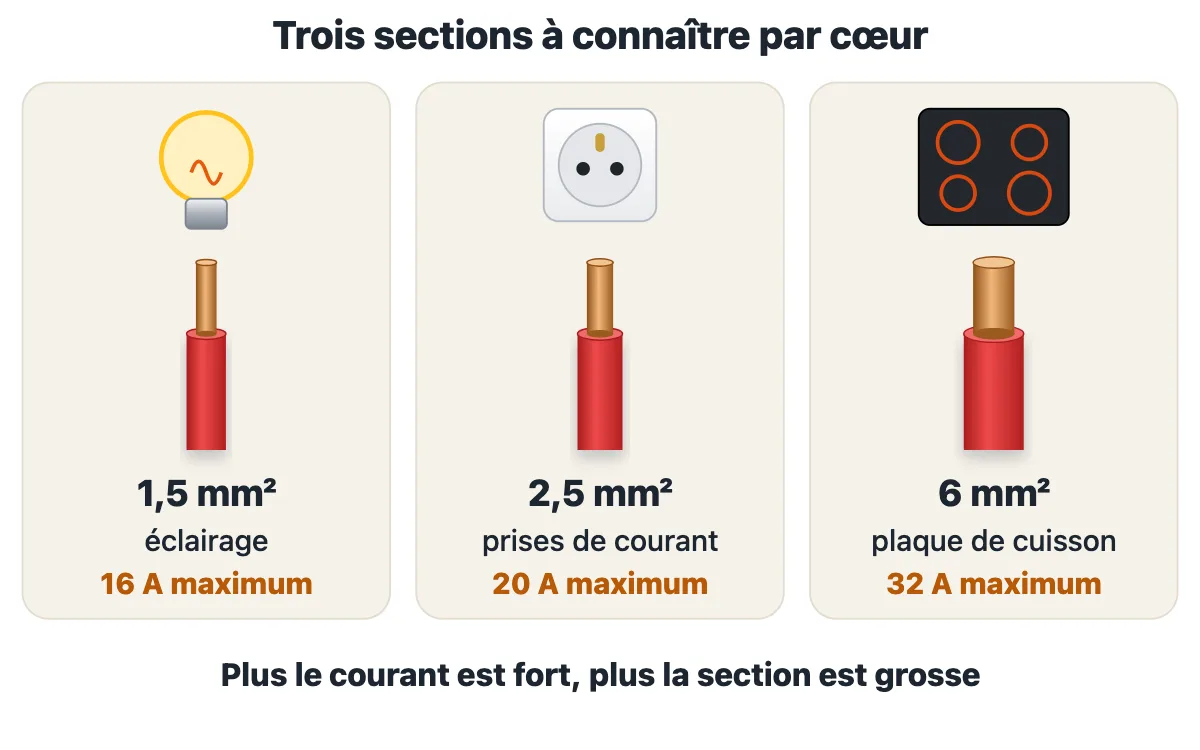 Trois sections à connaître par cœur
1,5 mm²
éclairage
16 A maximum
2,5 mm²
prises de courant
20 A maximum
6 mm²
plaque de cuisson
32 A maximum
Plus le courant est fort, plus la section est grosse